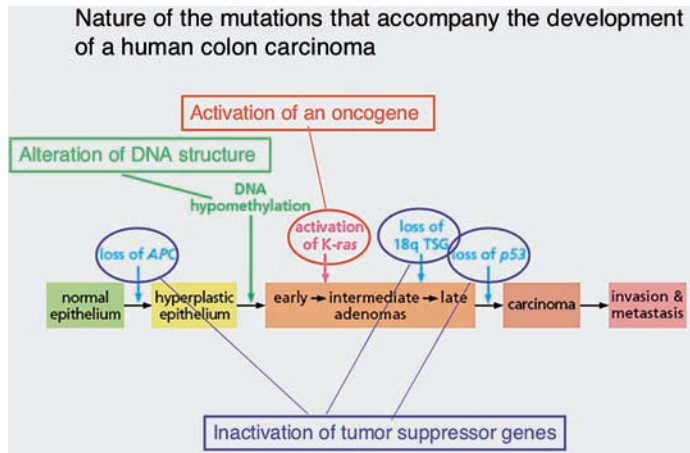 Nature of the mutations that accompany the development
of a human colon carcinoma
Activation of an oncogene
Alteration of DNA structure
DNA
hypomethylation
loss of APC
activation
of K-ras
loss of
18q TSG
loss of p53
normal
epithelium
hyperplastic
epithelium
early → intermediate → late
adenomas
carcinoma
invasion &
metastasis
Inactivation of tumor suppressor genes